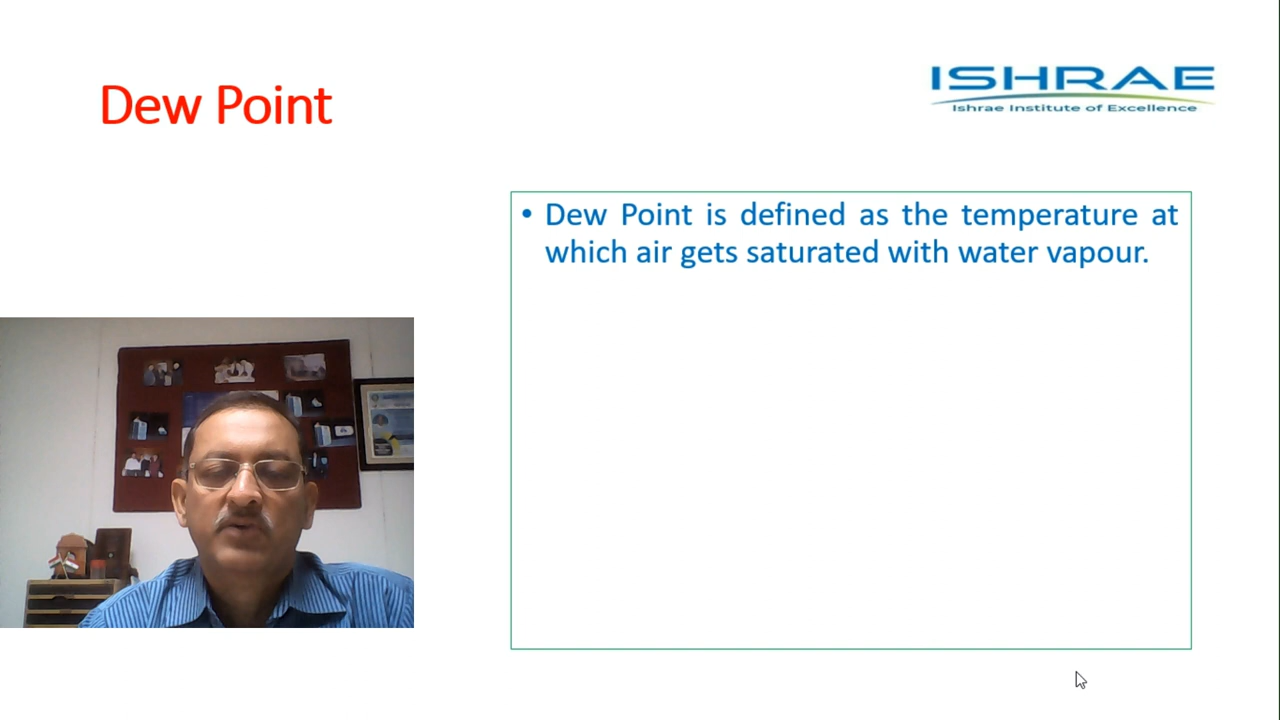 Dew Point
ISHRAE
Ishrae Institute of Excellence
• Dew Point is defined as the temperature at
which air gets saturated with water vapour.